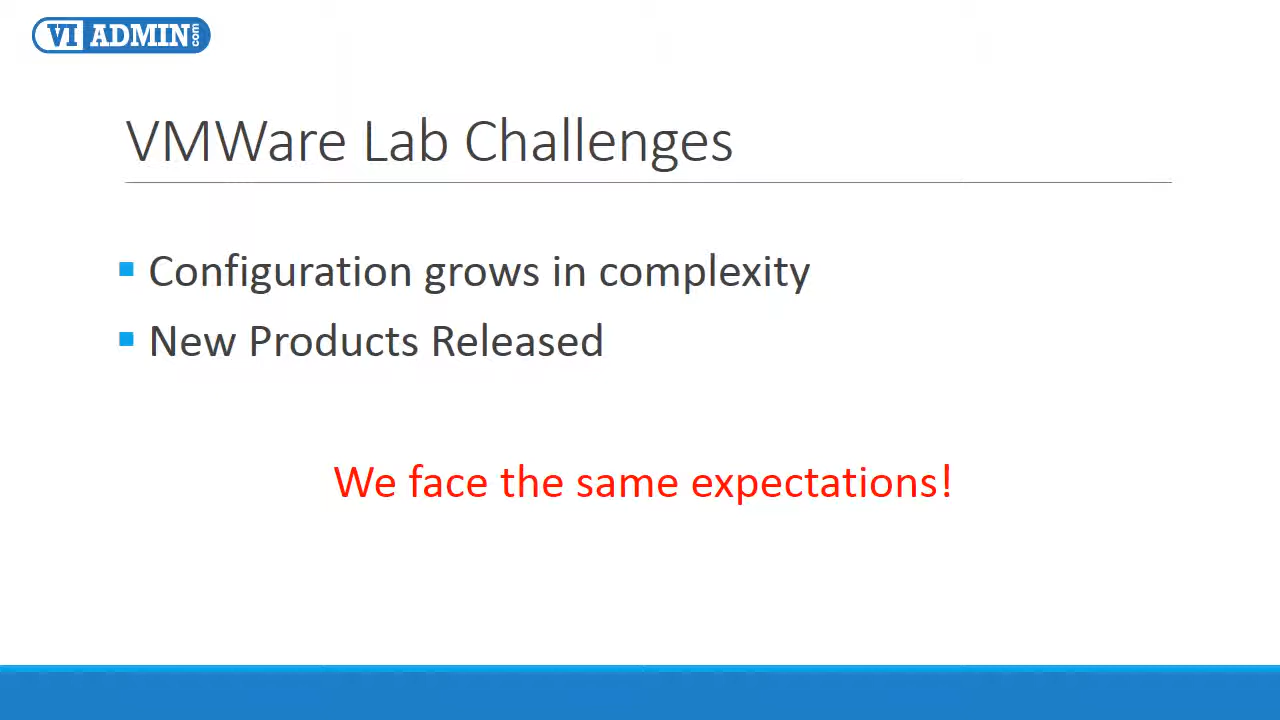 VI ADMIN.com
VMWare Lab Challenges
Configuration grows in complexity
New Products Released
We face the same expectations!